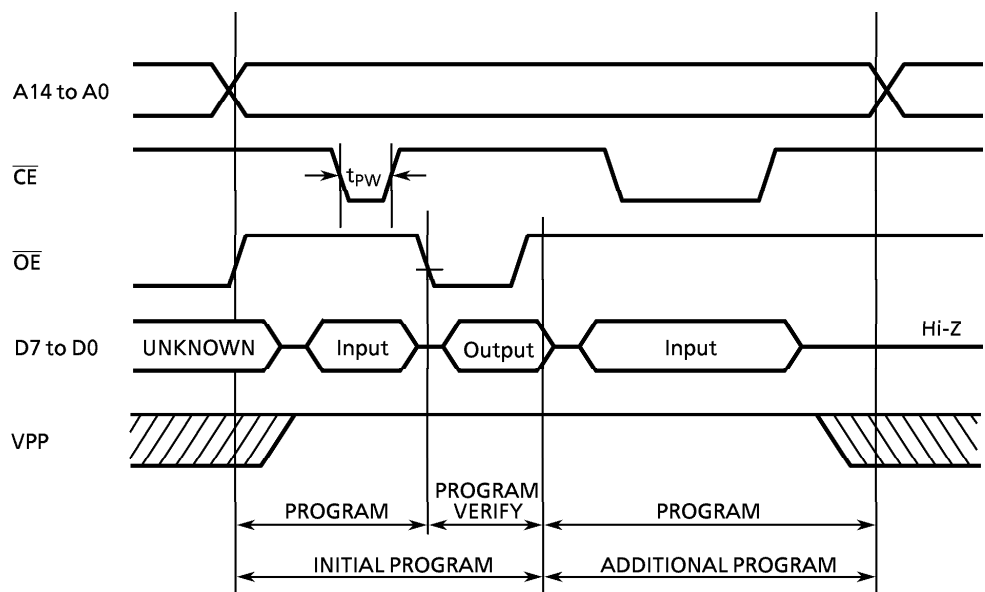 A14 to A0
CE
tPW
OE
D7 to D0
UNKNOWN
Input
Output
Input
Hi-Z
VPP
PROGRAM
PROGRAM
VERIFY
PROGRAM
INITIAL PROGRAM
ADDITIONAL PROGRAM